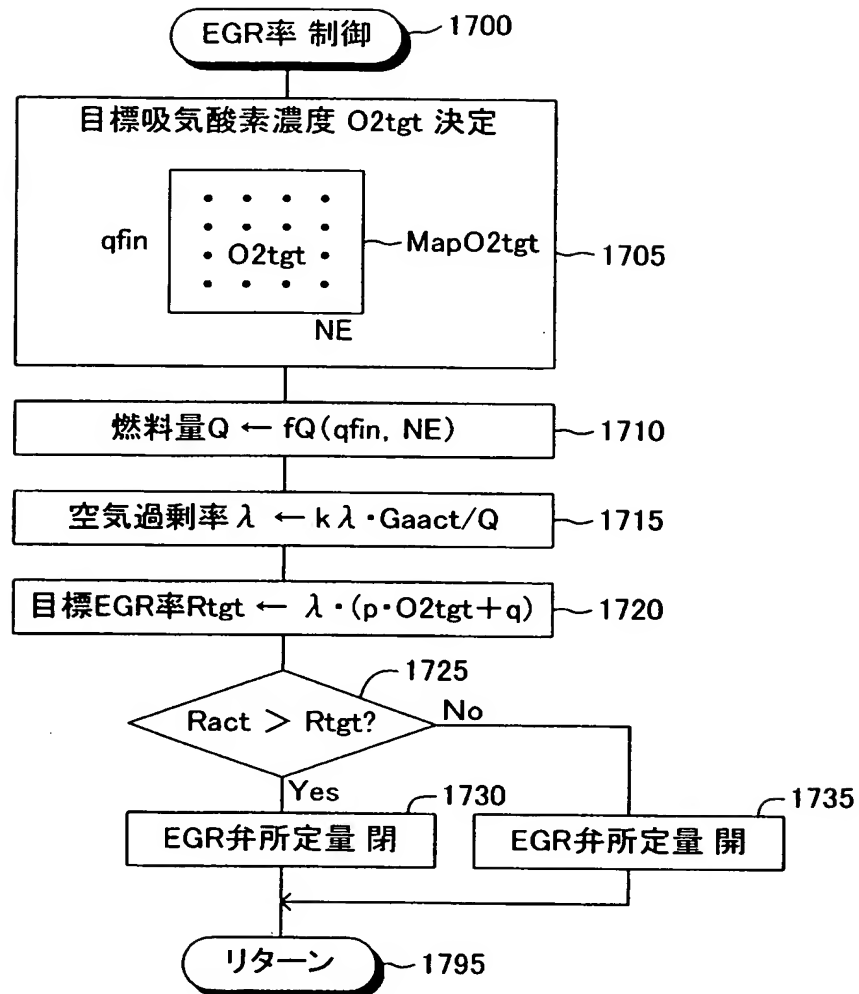 EGR率 制御
1700
目標吸気酸素濃度 O2tgt 決定
qfin
O2tgt
MapO2tgt
1705
NE
燃料量Q ← fQ(qfin, NE)
1710
空気過剰率λ ← kλ・Gaact/Q
1715
目標EGR率Rtgt ← λ・(p・O2tgt+q)
1720
1725
Ract > Rtgt?
No
Yes
1730
1735
EGR弁所定量 閉
EGR弁所定量 開
リターン
1795